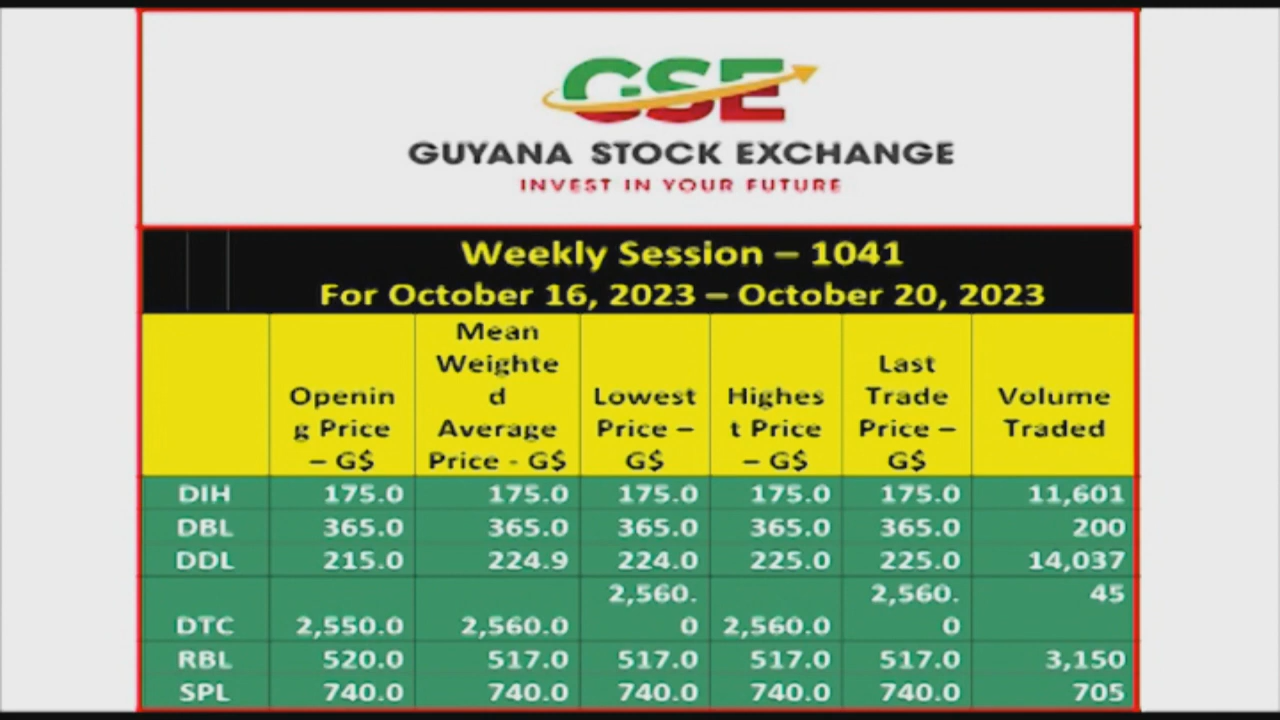 GSE
GUYANA STOCK EXCHANGE
INVEST IN YOUR FUTURE
Weekly Session – 1041
For October 16, 2023 – October 20, 2023
Openin
g Price
– G$
Mean
Weighte
d
Average
Price - G$
Lowest
Price –
G$
Highes
t Price
– G$
Last
Trade
Price –
G$
Volume
Traded
DIH 175.0 175.0 175.0 175.0 175.0 11,601
DBL 365.0 365.0 365.0 365.0 365.0 200
DDL 215.0 224.9 224.0 225.0 225.0 14,037
2,560. 2,560. 45
DTC 2,550.0 2,560.0 0 2,560.0 0
RBL 520.0 517.0 517.0 517.0 517.0 3,150
SPL 740.0 740.0 740.0 740.0 740.0 705